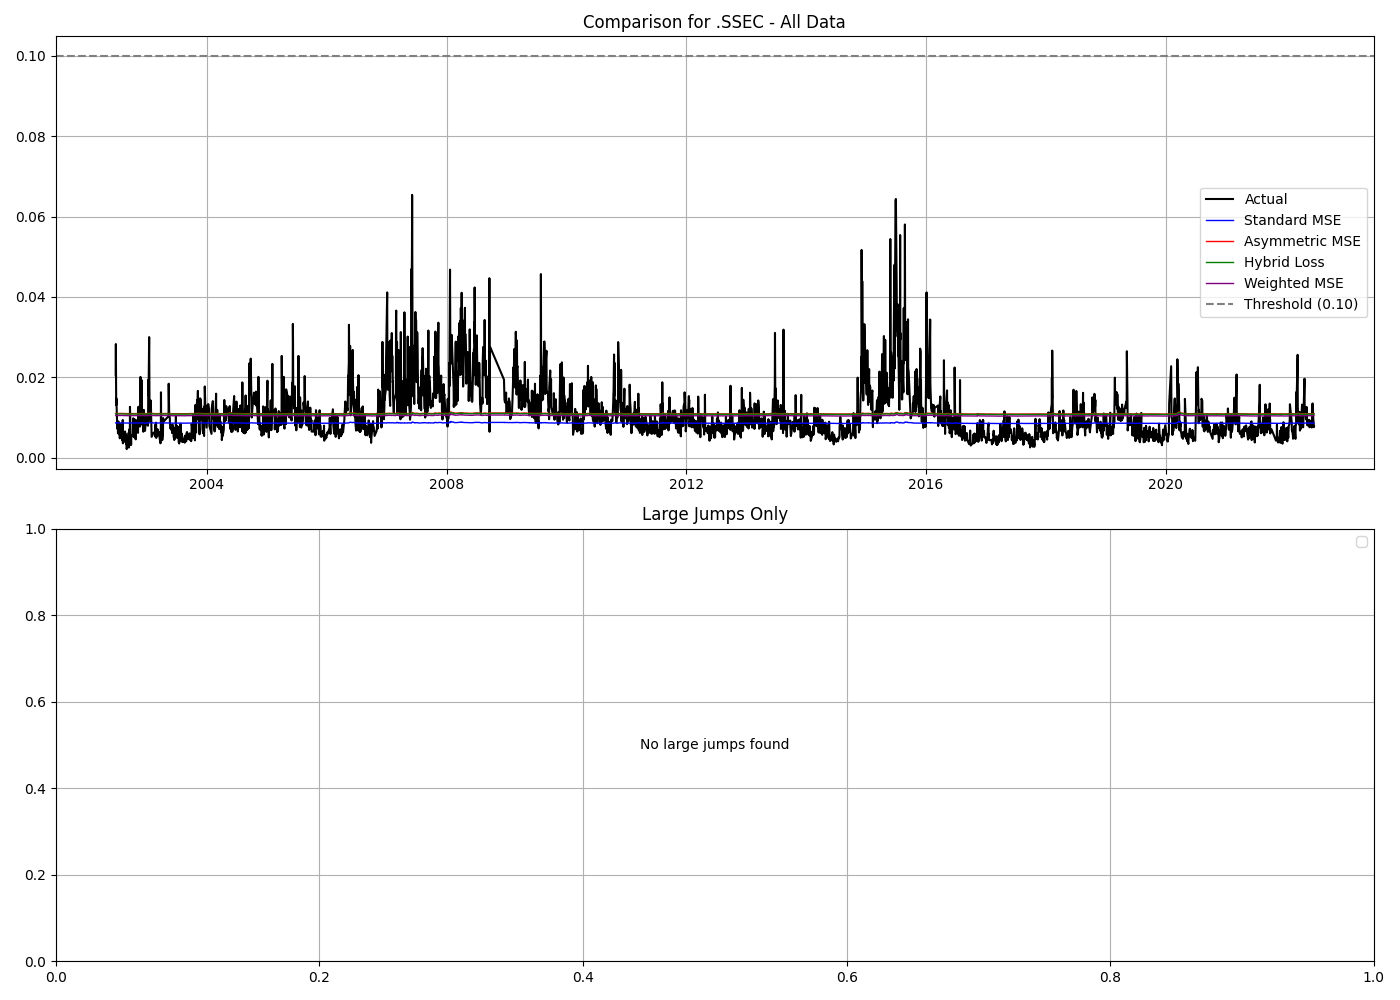 Comparison for .SSEC - All Data
0.10
0.08
0.06
0.04
0.02
0.00
Actual
Standard MSE
Asymmetric MSE
Hybrid Loss
Weighted MSE
Threshold (0.10)
2004 2008 2012 2016 2020
Large Jumps Only
1.0
0.8
0.6
0.4
0.2
0.0
No large jumps found
0.0 0.2 0.4 0.6 0.8 1.0